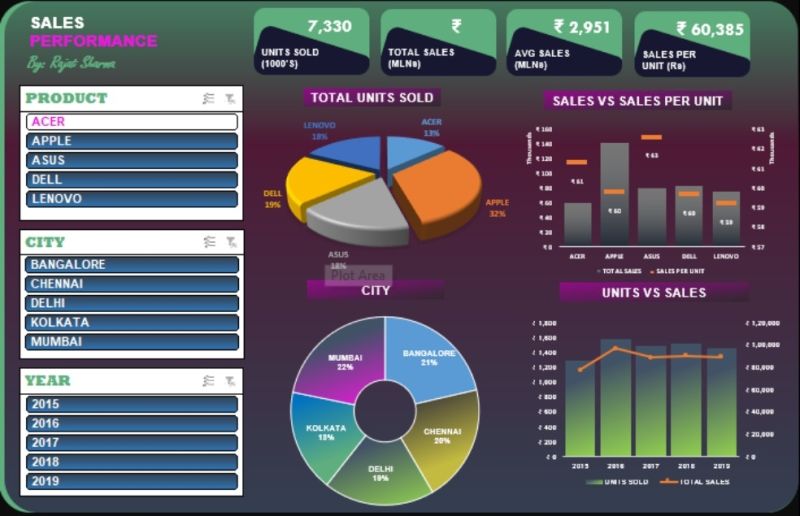 SALES
PERFORMANCE
By: Rajat Sharma
7,330
UNITS SOLD
(1000'S)
₹
TOTAL SALES
(MLNs)
₹ 2,951
AVG SALES
(MLNs)
₹ 60,385
SALES PER
UNIT (Rs)
PRODUCT
ACER
APPLE
ASUS
DELL
LENOVO
CITY
BANGALORE
CHENNAI
DELHI
KOLKATA
MUMBAI
YEAR
2015
2016
2017
2018
2019
TOTAL UNITS SOLD
LENOVO
18%
ACER
13%
DELL
19%
APPLE
32%
ASUS
18%
Plot Area
CITY
MUMBAI
22%
BANGALORE
21%
KOLKATA
18%
CHENNAI
20%
DELHI
19%
SALES VS SALES PER UNIT
Thousands
₹ 160
₹ 140
₹ 120
₹ 100
₹ 80
₹ 60
₹ 40
₹ 20
₹ 0
₹ 61
₹ 60
₹ 63
₹ 60
₹ 59
₹ 63
₹ 62
₹ 61
₹ 60
₹ 59
₹ 58
₹ 57
Thousands
ACER APPLE ASUS DELL LENOVO
TOTAL SALES SALES PER UNIT
UNITS VS SALES
₹ 1,800
₹ 1,600
₹ 1,400
₹ 1,200
₹ 1,000
₹ 800
₹ 600
₹ 400
₹ 200
₹ 0
₹ 1,20,000
₹ 1,00,000
₹ 80,000
₹ 60,000
₹ 40,000
₹ 20,000
₹ 0
2015 2016 2017 2018 2019
UNITS SOLD TOTAL SALES